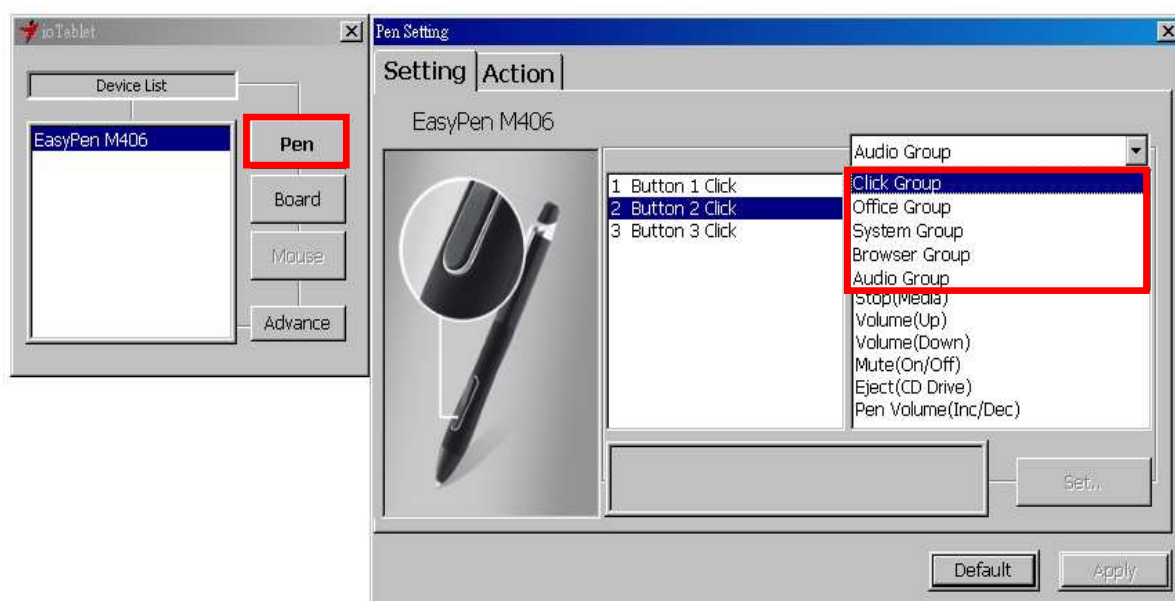 ioTablet
Device List
EasyPen M406
Pen
Board
Mouse
Advance
Pen Setting
Setting
Action
EasyPen M406
Audio Group
1 Button 1 Click
2 Button 2 Click
3 Button 3 Click
Click Group
Office Group
System Group
Browser Group
Audio Group
Stop(Media)
Volume(Up)
Volume(Down)
Mute(On/Off)
Eject(CD Drive)
Pen Volume(Inc/Dec)
Set..
Default
Apply